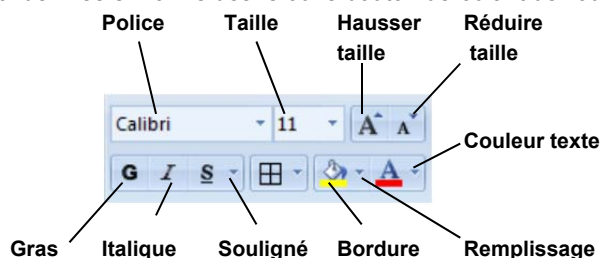 Police Taille Hausser Réduire
taille taille
Calibri 11 A A
Couleur texte
G I S A
Gras Italique Souligné Bordure Remplissage